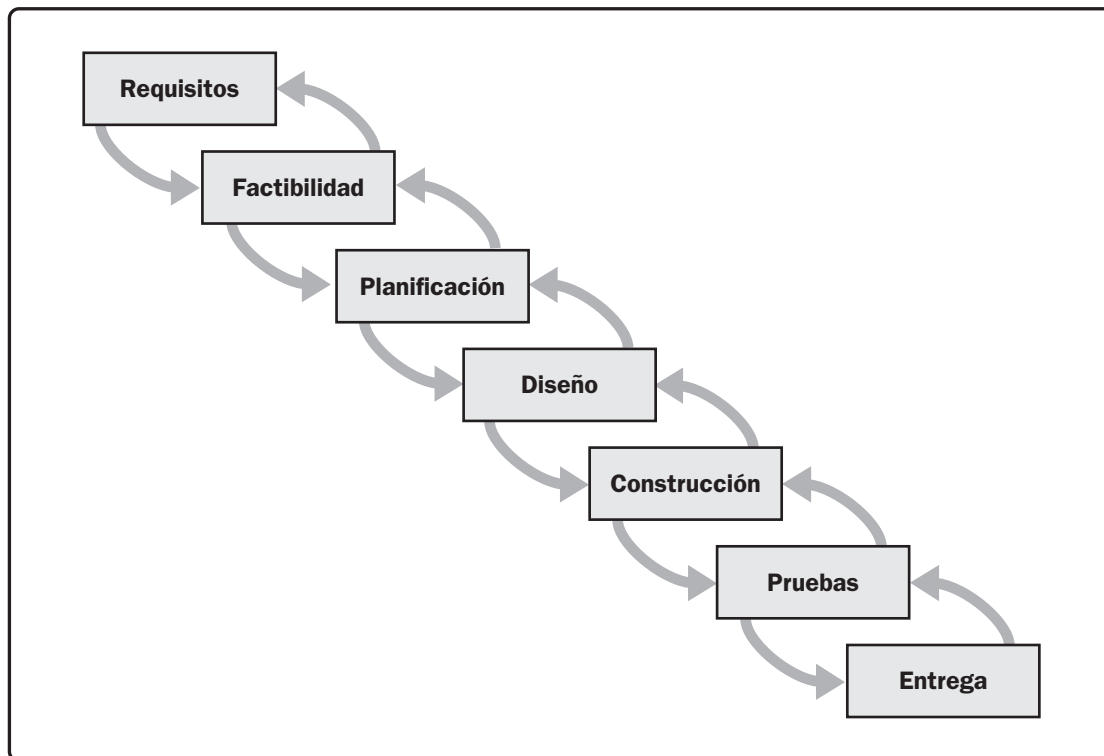 Requisitos
Factibilidad
Planificación
Diseño
Construcción
Pruebas
Entrega